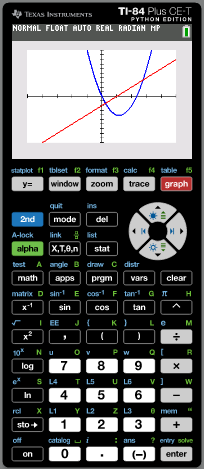 TEXAS INSTRUMENTS TI-84 Plus CE-T
PYTHON EDITION
NORMAL FLOAT AUTO REAL RADIAN MP
statplot f1 tblset f2 format f3 calc f4 table f5
y= window zoom trace graph
quit ins
2nd mode del
A-lock link
alpha X,T,θ,n stat
list
test A angle B draw C distr
math apps prgm vars clear
matrix D sin⁻¹ E cos⁻¹ F tan⁻¹ G π H
x⁻¹ sin cos tan ^
√ I EE J { K } L e M
x² , ( ) ÷
10ˣ N u O v P w Q [ R
log 7 8 9 ×
eˣ S L4 T L5 U L6 V ] W
ln 4 5 6 −
rcl X L1 Y L2 Z L3 θ mem "
sto→ 1 2 3 +
off catalog i : ans ? entry solve
on 0 . (−) enter